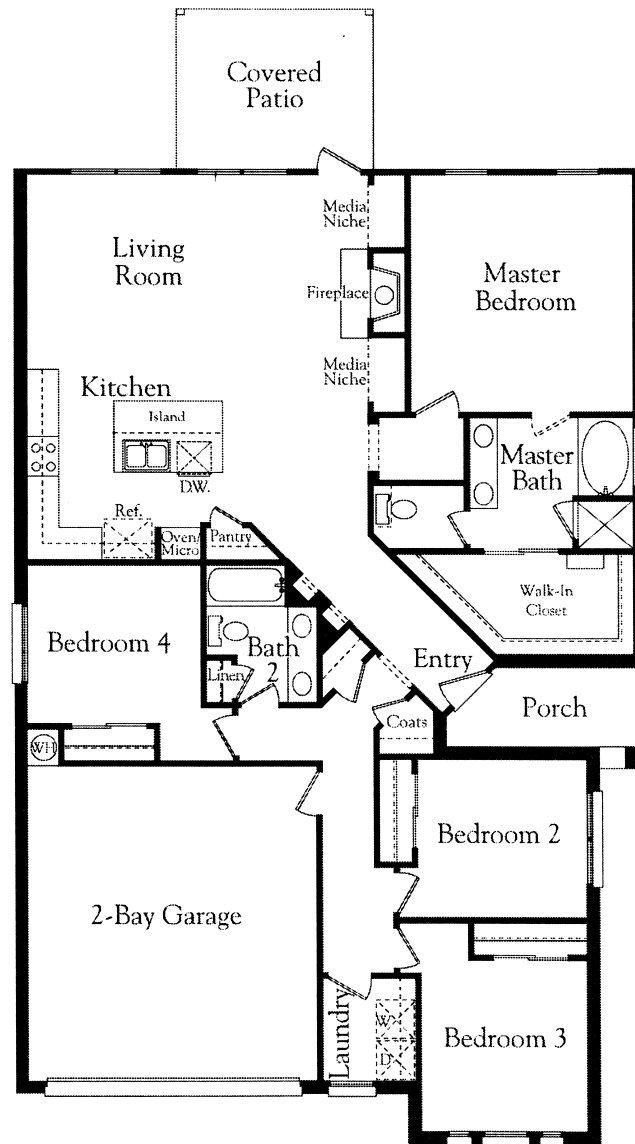 Covered
Patio
Media
Niche
Living
Room
Fireplace
Master
Bedroom
Media
Niche
Kitchen
Island
D.W.
Master
Bath
Ref.
Oven/
Micro
Pantry
Walk-In
Closet
Bedroom 4
Bath
2
Linen
Entry
Porch
Coats
WH
Bedroom 2
2-Bay Garage
Laundry
W
D
Bedroom 3